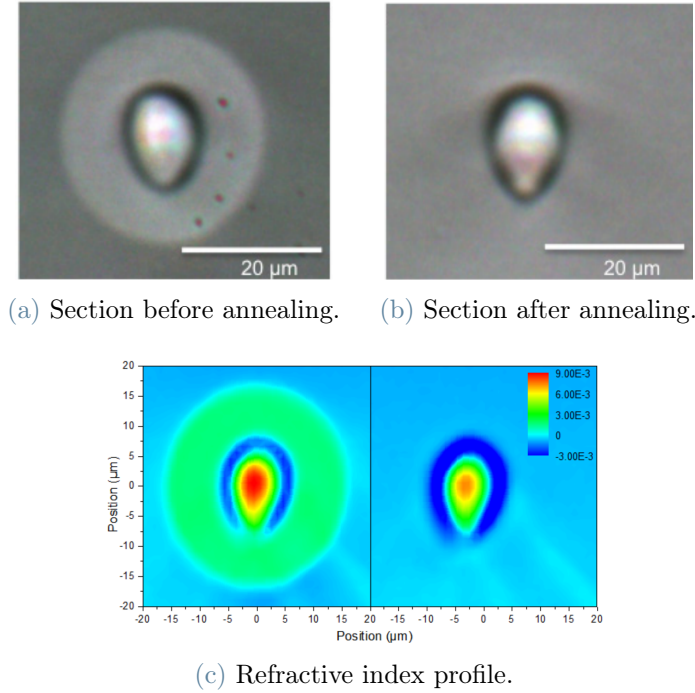 20 μm
20 μm
(a) Section before annealing.
(b) Section after annealing.
20
15
10
5
0
-5
-10
-15
-20
Position (μm)
9.00E-3
6.00E-3
3.00E-3
0
-3.00E-3
-20 -15 -10 -5 0 5 10 15 20 -15 -10 -5 0 5 10 15 20
Position (μm)
(c) Refractive index profile.